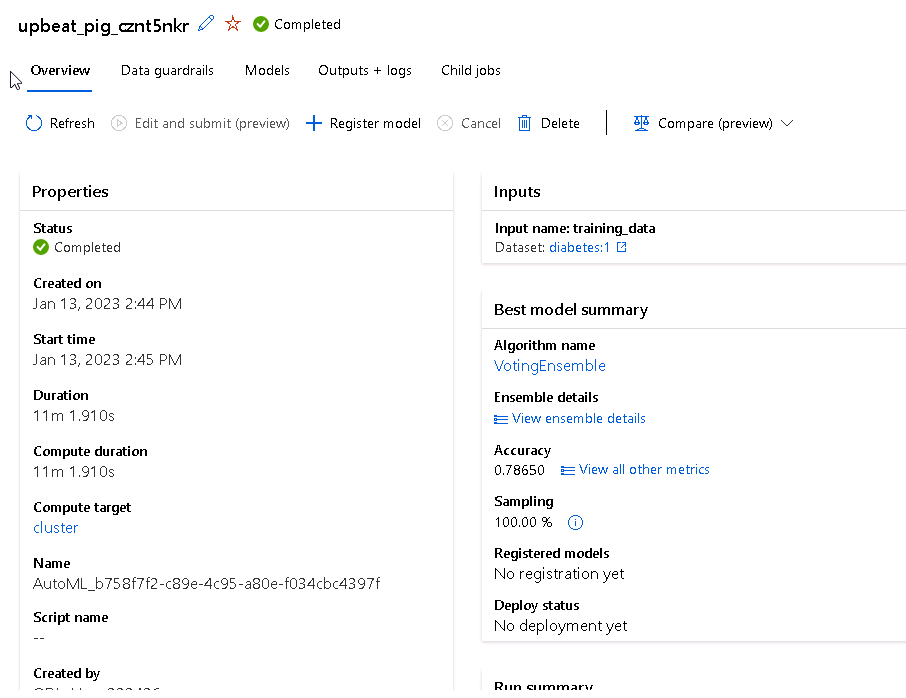 upbeat_pig_cznt5nkr Completed
Overview Data guardrails Models Outputs + logs Child jobs
Refresh Edit and submit (preview) Register model Cancel Delete Compare (preview)
Properties
Status
Completed
Created on
Jan 13, 2023 2:44 PM
Start time
Jan 13, 2023 2:45 PM
Duration
11m 1.910s
Compute duration
11m 1.910s
Compute target
cluster
Name
AutoML_b758f7f2-c89e-4c95-a80e-f034cbc4397f
Script name
--
Created by
Inputs
Input name: training_data
Dataset: diabetes:1
Best model summary
Algorithm name
VotingEnsemble
Ensemble details
View ensemble details
Accuracy
0.78650 View all other metrics
Sampling
100.00 %
Registered models
No registration yet
Deploy status
No deployment yet
Run summary